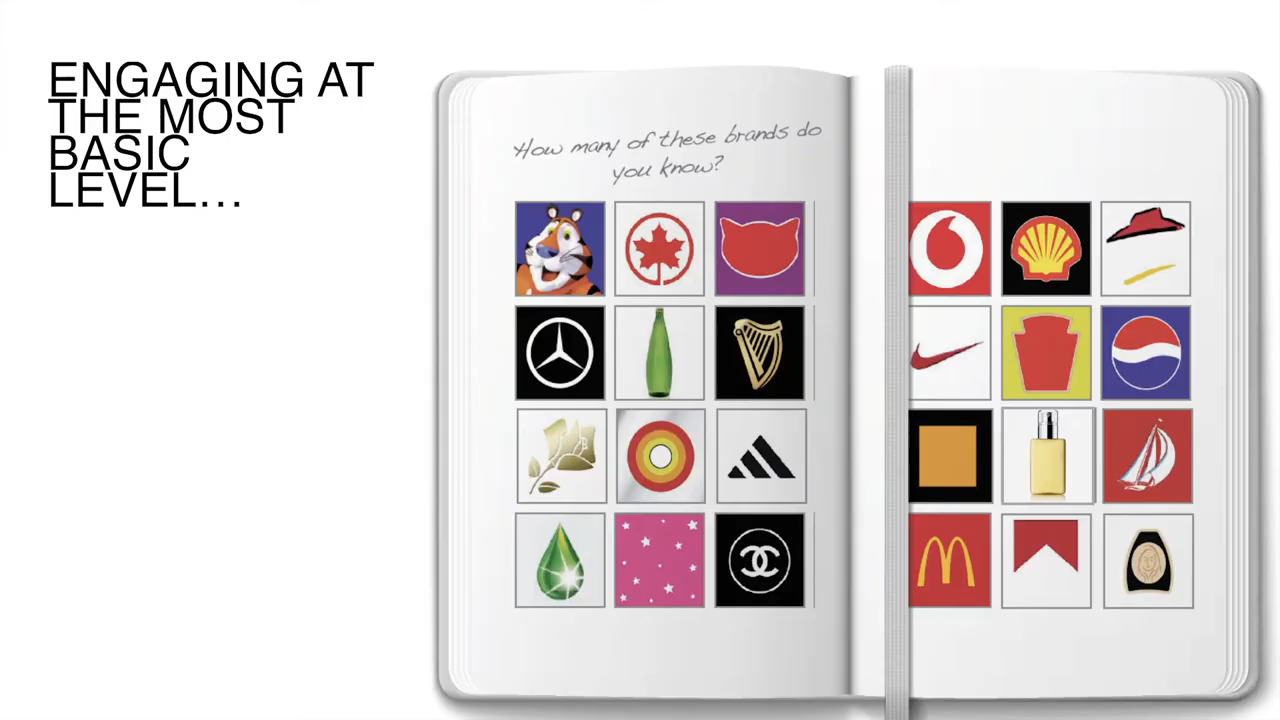 ENGAGING AT
THE MOST
BASIC
LEVEL…
How many of these brands do
you know?